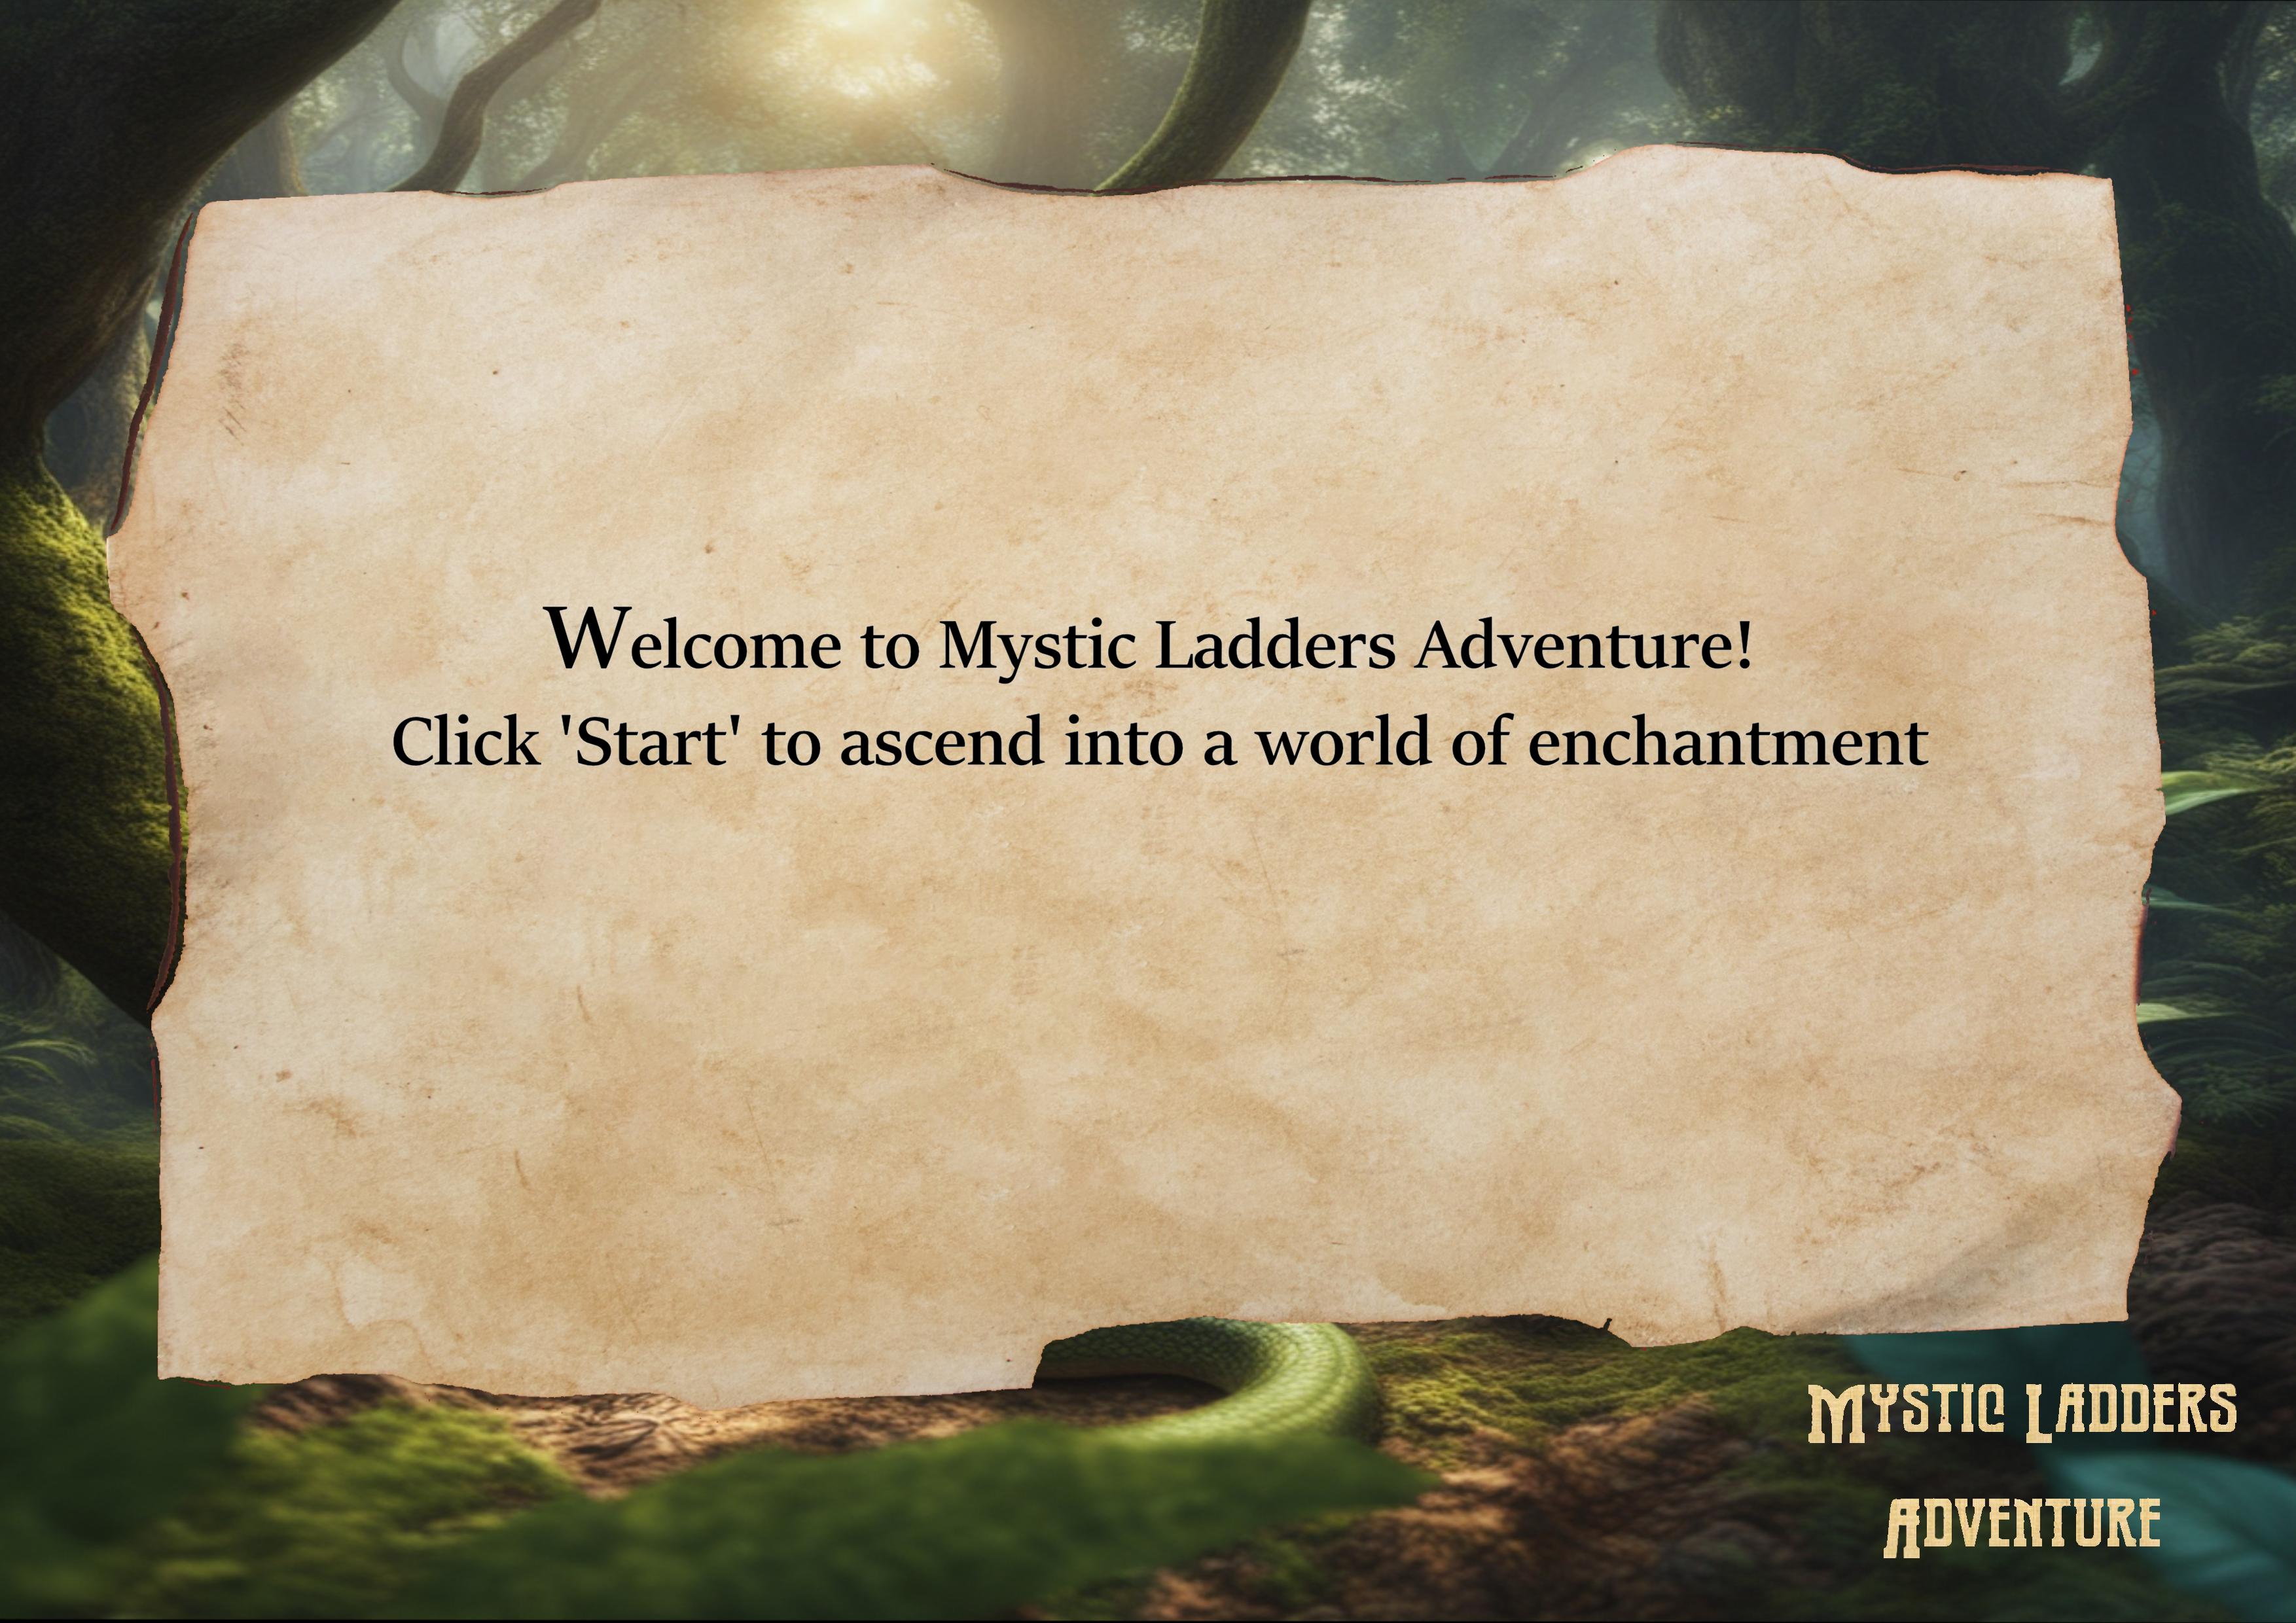 Welcome to Mystic Ladders Adventure!
Click 'Start' to ascend into a world of enchantment
Mystic Ladders
Adventure